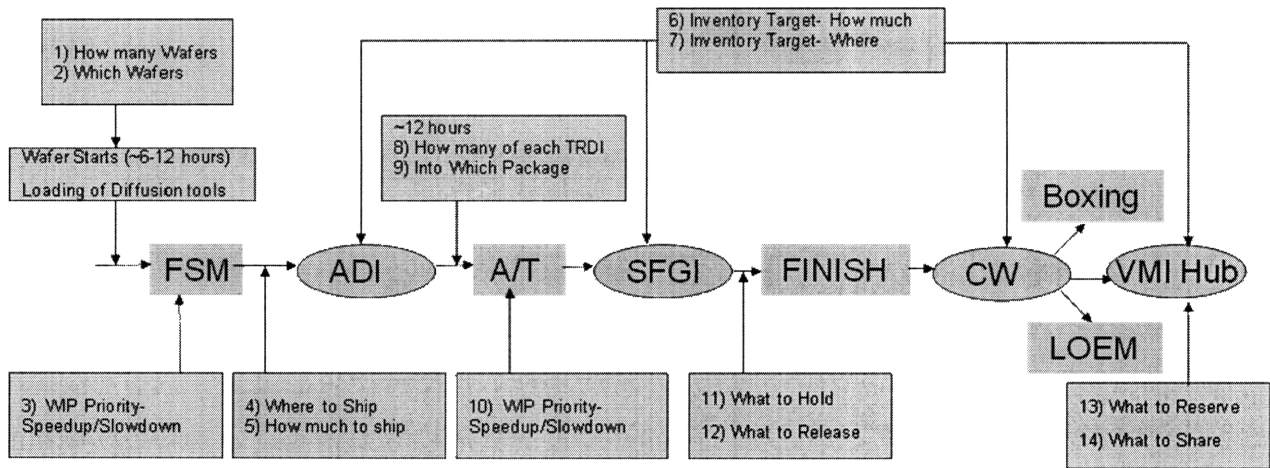 6) Inventory Target- How much
7) Inventory Target- Where
1) How many Wafers
2) Which Wafers
~12 hours
8) How many of each TRDI
9) Into Which Package
Wafer Starts (~6-12 hours)
Loading of Diffusion tools
Boxing
FSM
ADI
A/T
SFGI
FINISH
CW
VMI Hub
LOEM
3) WIP Priority-
Speedup/Slowdown
4) Where to Ship
5) How much to ship
10) WIP Priority-
Speedup/Slowdown
11) What to Hold
12) What to Release
13) What to Reserve
14) What to Share